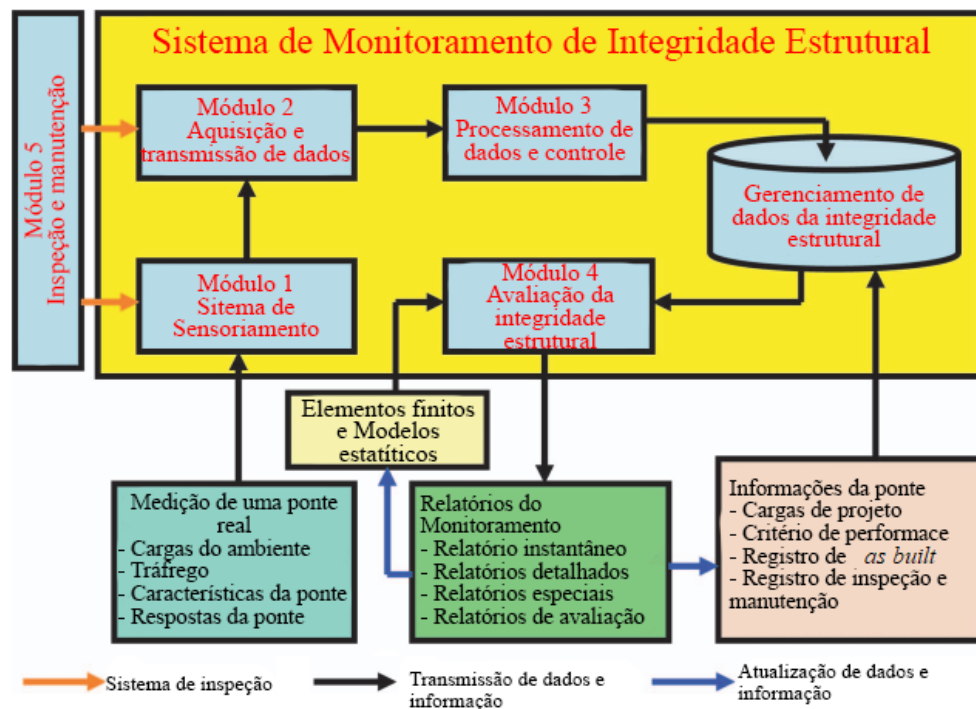 Sistema de Monitoramento de Integridade Estrutural
Módulo 5
Inspeção e manutenção
Módulo 2
Aquisição e
transmissão de dados
Módulo 3
Processamento de
dados e controle
Gerenciamento de
dados da integridade
estrutural
Módulo 1
Sitema de
Sensoriamento
Módulo 4
Avaliação da
integridade
estrutural
Elementos finitos
e Modelos
estatíticos
Medição de uma ponte
real
- Cargas do ambiente
- Tráfrego
- Características da ponte
- Respostas da ponte
Relatórios do
Monitoramento
- Relatório instantâneo
- Relatórios detalhados
- Relatórios especiais
- Relatórios de avaliação
Informações da ponte
- Cargas de projeto
- Critério de performace
- Registro de as built
- Registro de inspeção e
manutenção
Sistema de inspeção
Transmissão de dados e
informação
Atualização de dados e
informação